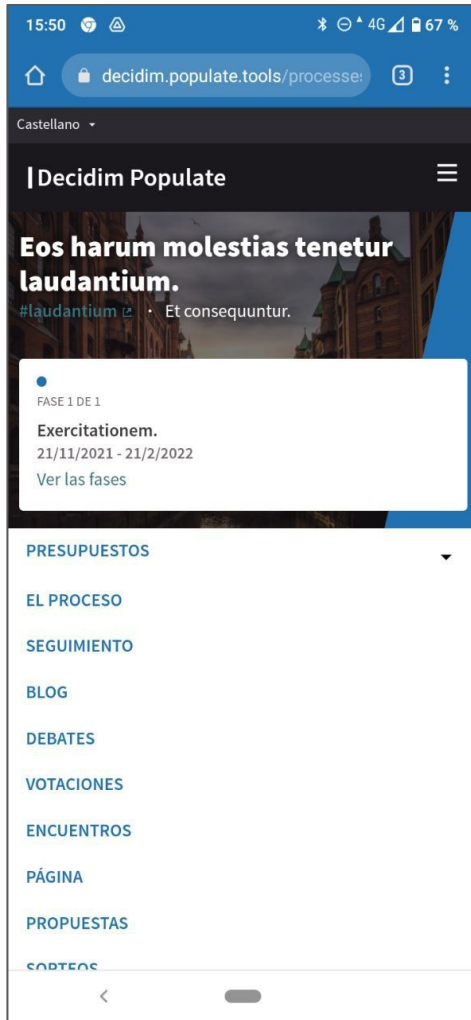 15:50
4G 67 %
decidim.populate.tools/processe
3
Castellano
Decidim Populate
Eos harum molestias tenetur
laudantium.
#laudantium · Et consequuntur.
FASE 1 DE 1
Exercitationem.
21/11/2021 - 21/2/2022
Ver las fases
PRESUPUESTOS
EL PROCESO
SEGUIMIENTO
BLOG
DEBATES
VOTACIONES
ENCUENTROS
PÁGINA
PROPUESTAS
SORTEOS